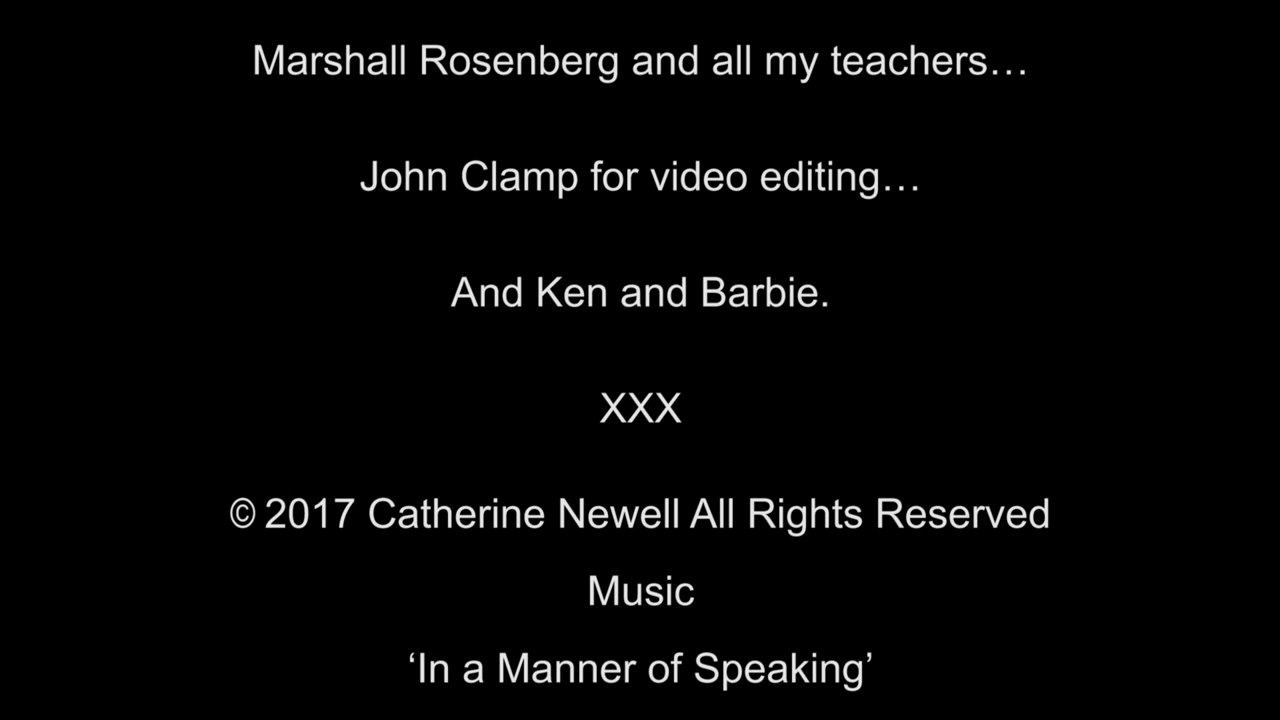 Marshall Rosenberg and all my teachers…
John Clamp for video editing…
And Ken and Barbie.
XXX
© 2017 Catherine Newell All Rights Reserved
Music
‘In a Manner of Speaking’